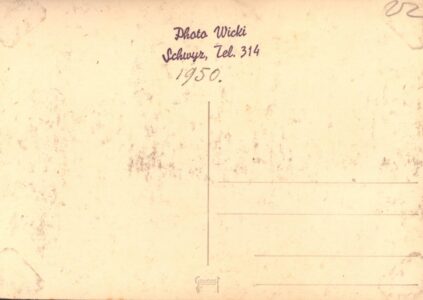 Photo Wicki
Schwyz, Tel. 314
1950.